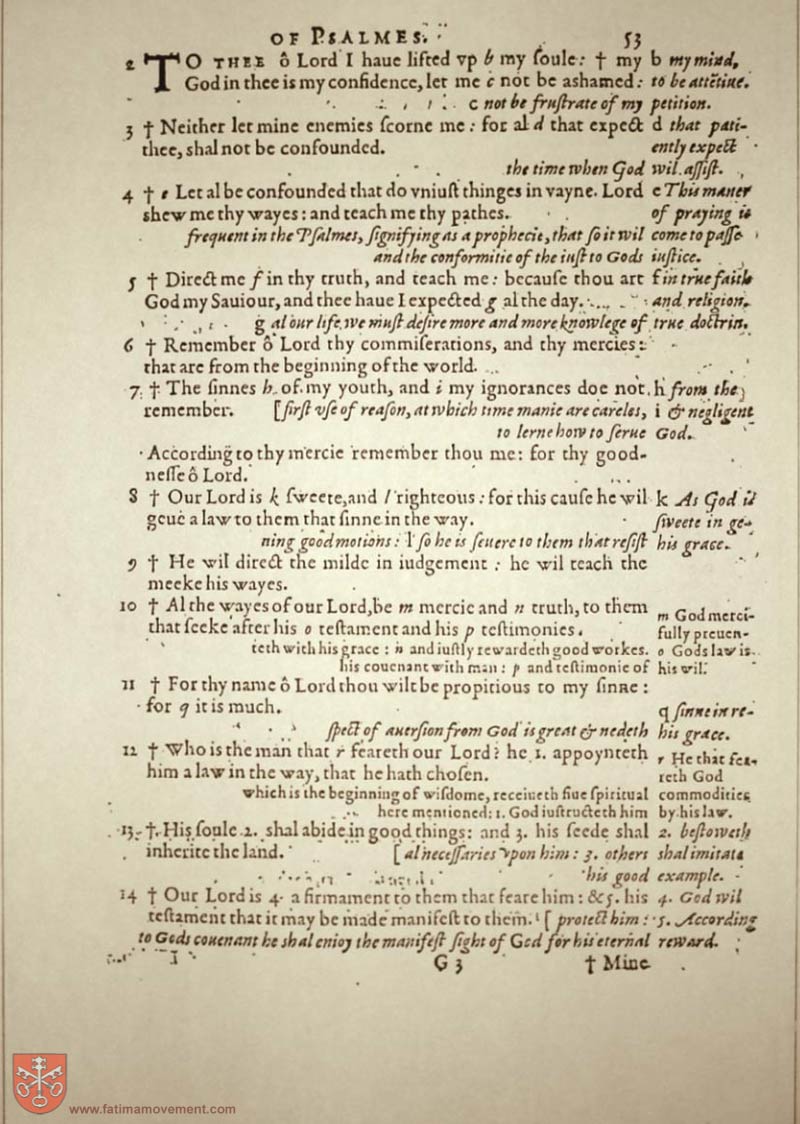 OF PSALMES. 53
2 TO THEE ô Lord I haue lifted vp b my ſoule: † my b my mind,
God in thee is my confidence, let me c not be ashamed: to be attētiue.
c not be fruſtrate of my petition.
3 † Neither let mine enemies ſcorne me: for al d that expect d that pati-
thee, shal not be confounded. ently expect
the time when God wil aſſiſt.
4 † e Let al be confounded that do vniuſt thinges in vayne. Lord e This maner
shew me thy wayes: and teach me thy pathes. of praying is
frequent in the Pſalmes, ſignifying as a prophecie, that ſo it wil come to paſſe
and the conformitie of the iuſt to Gods iuſtice.
5 † Direct me f in thy truth, and teach me: becauſe thou art f in true faith
God my Sauiour, and thee haue I expected g al the day. and religion.
g al our life we muſt deſire more and more knowlege of true doctrin.
6 † Remember ô Lord thy commiſerations, and thy mercies:
that are from the beginning of the world.
7. † The ſinnes h of my youth, and i my ignorances doe not h from the
remember. [firſt vſe of reaſon, at which time manie are careles, i & negligent
to lerne how to ſerue God.
According to thy mercie remember thou me: for thy good-
neſſe ô Lord.
8 † Our Lord is k ſweete, and l righteous: for this cauſe he wil k As God is
geue a law to them that ſinne in the way. ſweete in ge-
ning good motions: l ſo he is ſeuere to them that reſiſt his grace.
9 † He wil direct the milde in iudgement: he wil teach the
meeke his wayes.
10 † Al the wayes of our Lord, be m mercie and n truth, to them m God merci-
that ſeeke after his o teſtament and his p teſtimonies. fully preuen-
teth with his grace: n and iuſtly rewardeth good workes. o Gods law is
his couenant with man: p and teſtimonie of his wil.
11 † For thy name ô Lord thou wilt be propitious to my ſinne:
for q it is much. q ſinne in re-
ſpect of auerſion from God is great & nedeth his grace.
12 † Who is the man that r feareth our Lord? he 1. appoynteth r He that fea-
him a law in the way, that he hath choſen. reth God
which is the beginning of wiſdome, receiueth fiue ſpiritual commodities
here mentioned: 1. God iuſtructeth him by his law.
13. †. His ſoule 2. shal abide in good things: and 3. his ſeede shal 2. beſtoweth
inherite the land. [al neceſſaries vpon him: 3. others shal imitate
his good example.
14 † Our Lord is 4. a firmament to them that feare him: & 5. his 4. God wil
teſtament that it may be made manifeſt to them. [protect him: 5. According
to Gods couenant he shal enioy the manifeſt ſight of God for his eternal reward.
G 3 † Mine
www.fatimamovement.com